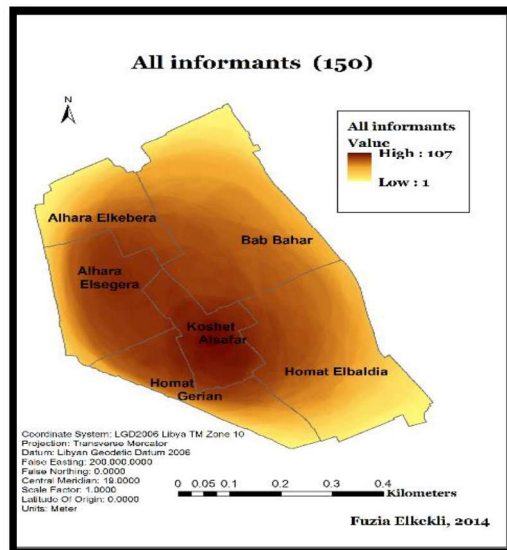 All informants (150)
N
All informants
Value
High : 107
Low : 1
Alhara Elkebera
Bab Bahar
Alhara
Elsegera
Koshet
Alsafar
Homat
Gerian
Homat Elbaldia
Coordinate System: LGD2006 Libya TM Zone 10
Projection: Transverse Mercator
Datum: Libyan Geodetic Datum 2006
False Easting: 200,000.0000
False Northing: 0.0000
Central Meridian: 19.0000
Scale Factor: 1.0000
Latitude Of Origin: 0.0000
Units: Meter
0 0.05 0.1 0.2 0.3 0.4
Kilometers
Fuzia Elkekli, 2014